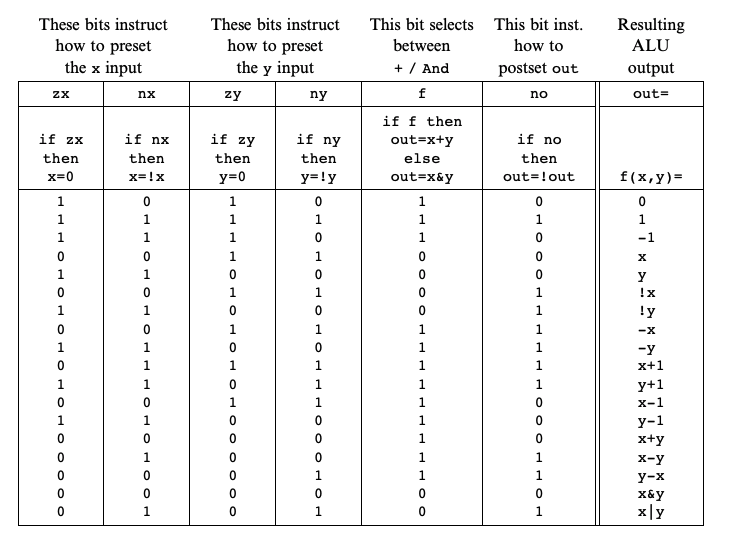 These bits instruct These bits instruct This bit selects This bit inst. Resulting
how to preset how to preset between how to ALU
the x input the y input + / And postset out output
zx nx zy ny f no out=
if f then
if zx if nx if zy if ny out=x+y if no
then then then then else then
x=0 x=!x y=0 y=!y out=x&y out=!out f(x,y)=
1 0 1 0 1 0 0
1 1 1 1 1 1 1
1 1 1 0 1 0 -1
0 0 1 1 0 0 x
1 1 0 0 0 0 y
0 0 1 1 0 1 !x
1 1 0 0 0 1 !y
0 0 1 1 1 1 -x
1 1 0 0 1 1 -y
0 1 1 1 1 1 x+1
1 1 0 1 1 1 y+1
0 0 1 1 1 0 x-1
1 1 0 0 1 0 y-1
0 0 0 0 1 0 x+y
0 1 0 0 1 1 x-y
0 0 0 1 1 1 y-x
0 0 0 0 0 0 x&y
0 1 0 1 0 1 x|y